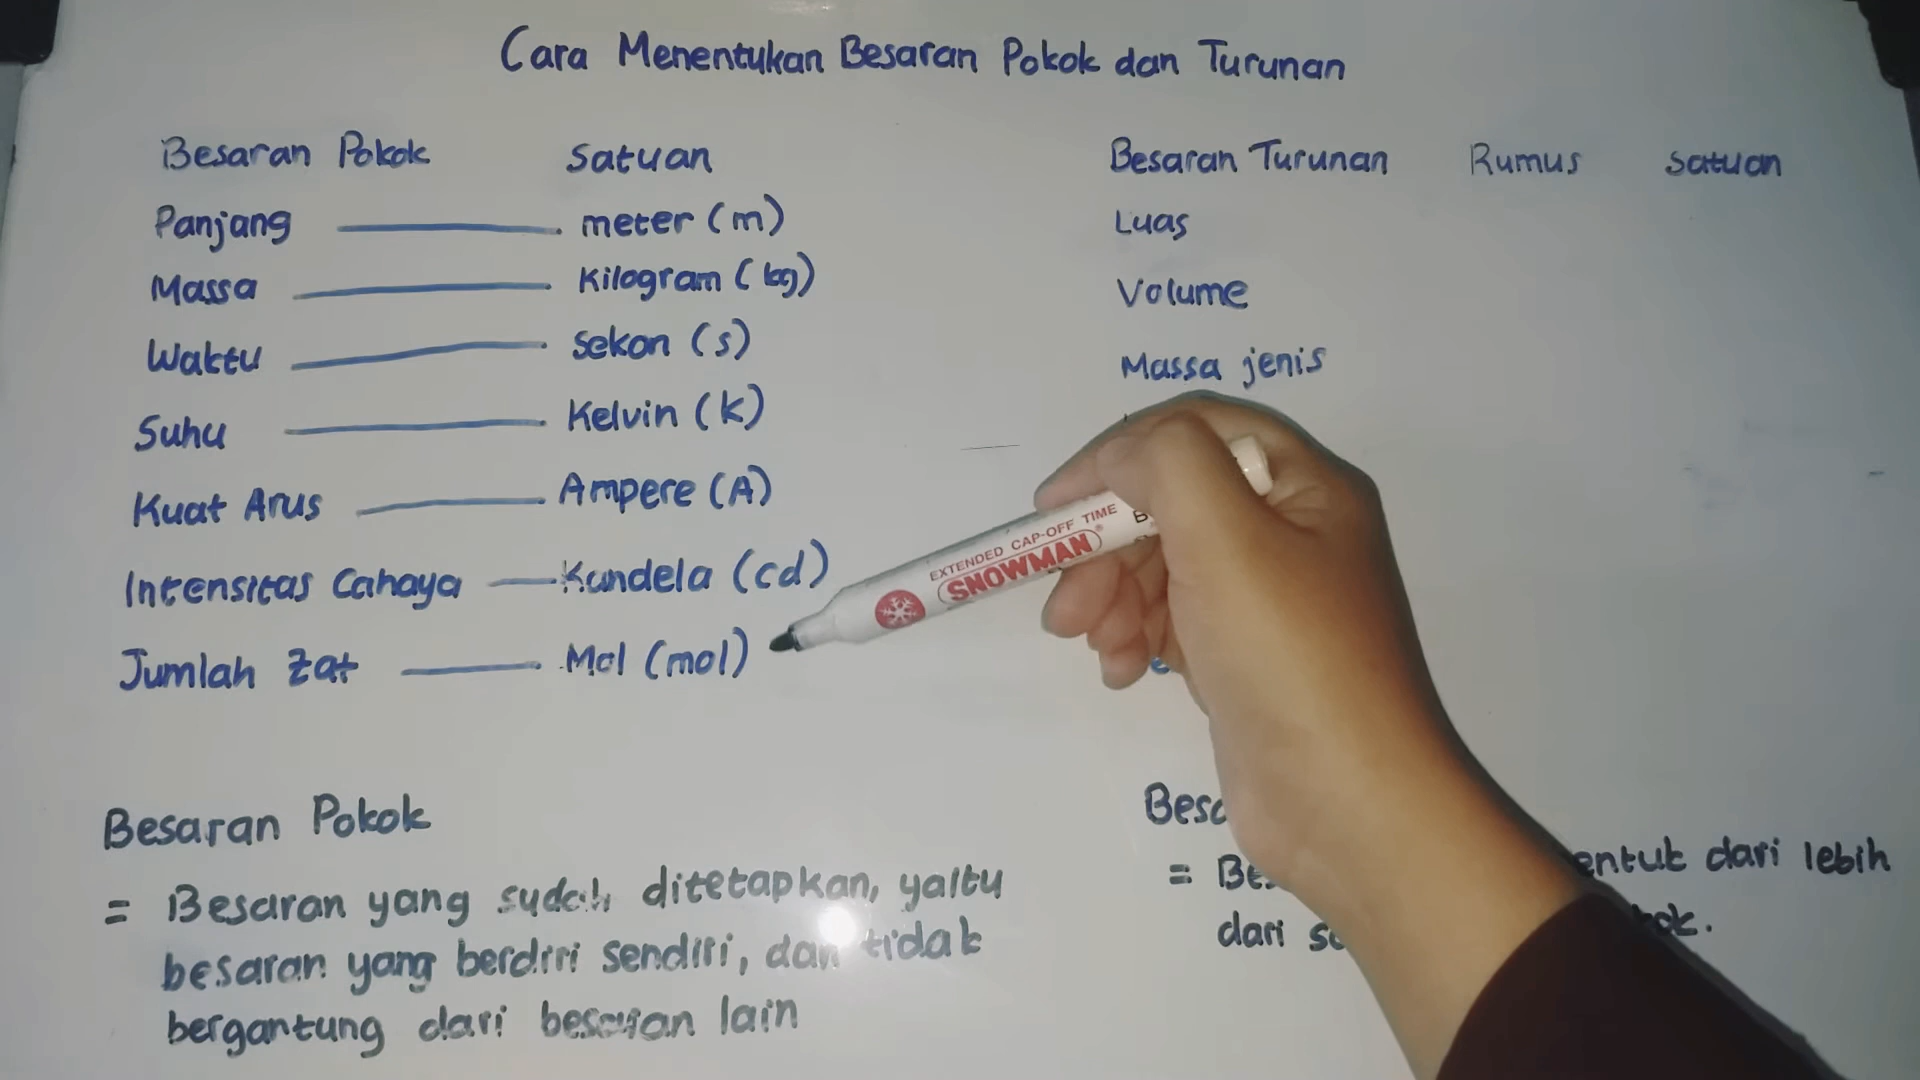 Cara Menentukan Besaran Pokok dan Turunan
Besaran Pokok Satuan
Panjang meter (m)
Massa Kilogram (kg)
Waktu Sekon (s)
Suhu Kelvin (K)
Kuat Arus Ampere (A)
Intensitas Cahaya Kandela (cd)
Jumlah Zat Mol (mol)
Besaran Pokok
= Besaran yang sudah ditetapkan, yaitu
besaran yang berdiri sendiri, dan tidak
bergantung dari besaran lain
Besaran Turunan Rumus Satuan
Luas
Volume
Massa jenis
dari lebih
dari
EXTENDED CAP-OFF TIME
SNOWMAN